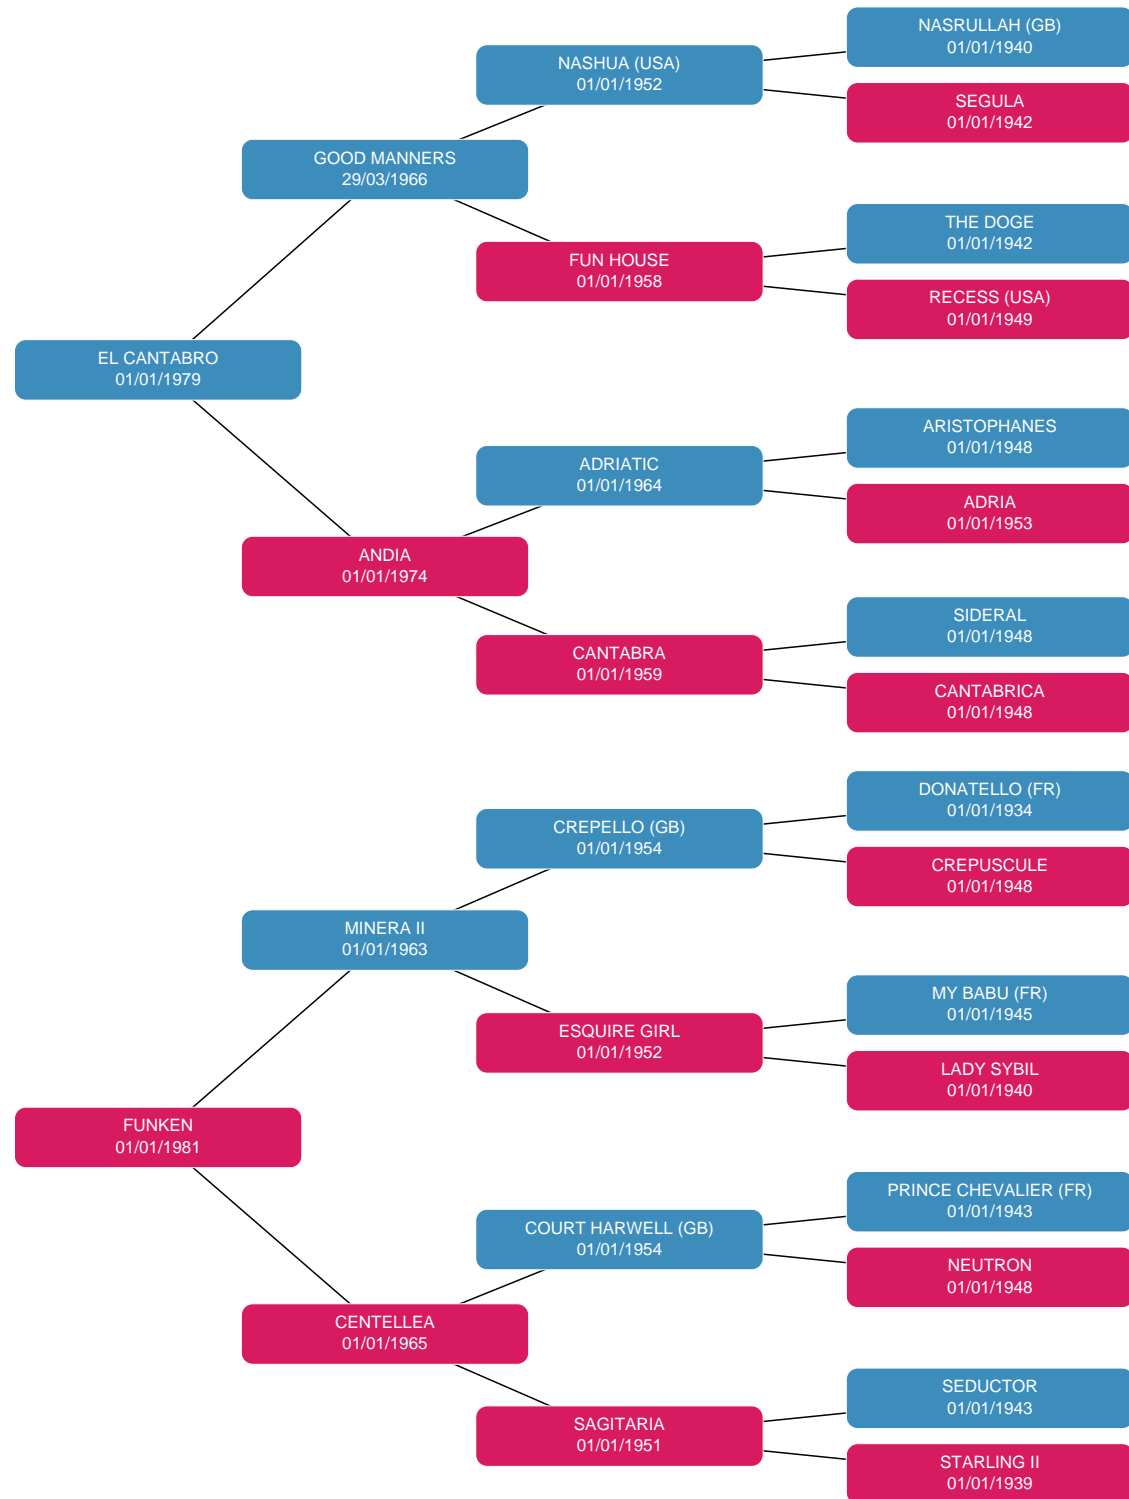 NASRULLAH (GB)
01/01/1940
NASHUA (USA)
01/01/1952
SEGULA
01/01/1942
GOOD MANNERS
29/03/1966
THE DOGE
01/01/1942
FUN HOUSE
01/01/1958
RECESS (USA)
01/01/1949
EL CANTABRO
01/01/1979
ARISTOPHANES
01/01/1948
ADRIATIC
01/01/1964
ADRIA
01/01/1953
ANDIA
01/01/1974
SIDERAL
01/01/1948
CANTABRA
01/01/1959
CANTABRICA
01/01/1948
DONATELLO (FR)
01/01/1934
CREPELLO (GB)
01/01/1954
CREPUSCULE
01/01/1948
MINERA II
01/01/1963
MY BABU (FR)
01/01/1945
ESQUIRE GIRL
01/01/1952
LADY SYBIL
01/01/1940
FUNKEN
01/01/1981
PRINCE CHEVALIER (FR)
01/01/1943
COURT HARWELL (GB)
01/01/1954
NEUTRON
01/01/1948
CENTELLEA
01/01/1965
SEDUCTOR
01/01/1943
SAGITARIA
01/01/1951
STARLING II
01/01/1939